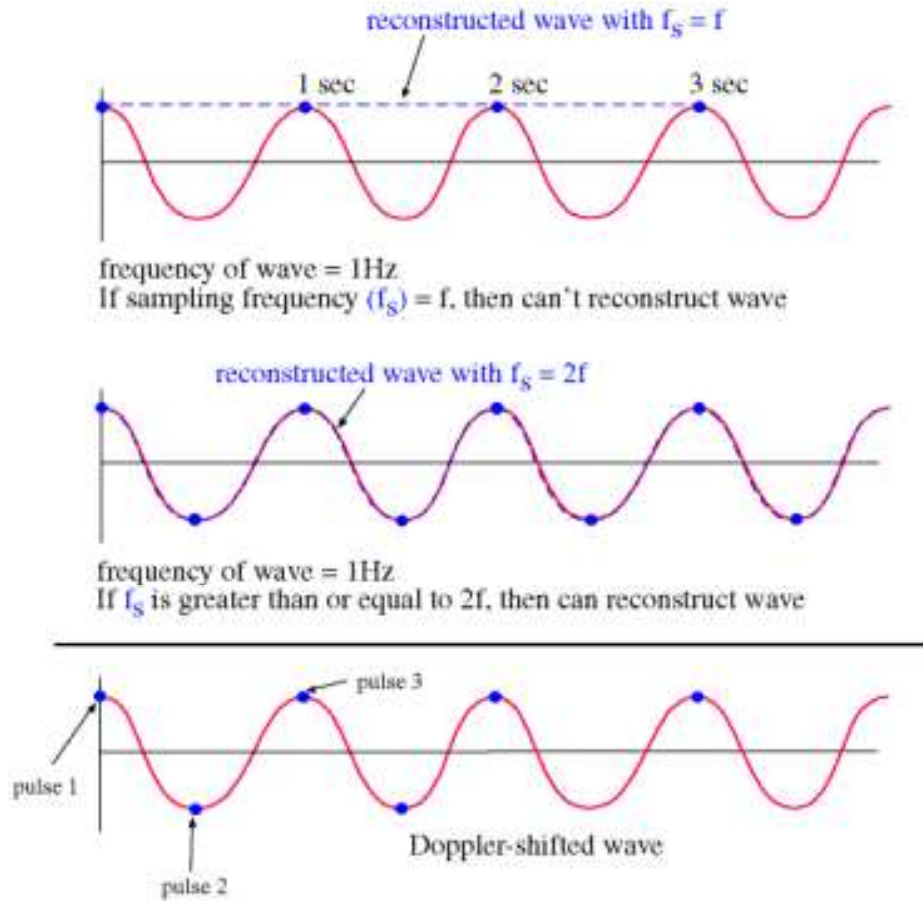 reconstructed wave with fs = f
1 sec 2 sec 3 sec
frequency of wave = 1Hz
If sampling frequency (fs) = f, then can't reconstruct wave
reconstructed wave with fs = 2f
frequency of wave = 1Hz
If fs is greater than or equal to 2f, then can reconstruct wave
pulse 3
pulse 1
Doppler-shifted wave
pulse 2